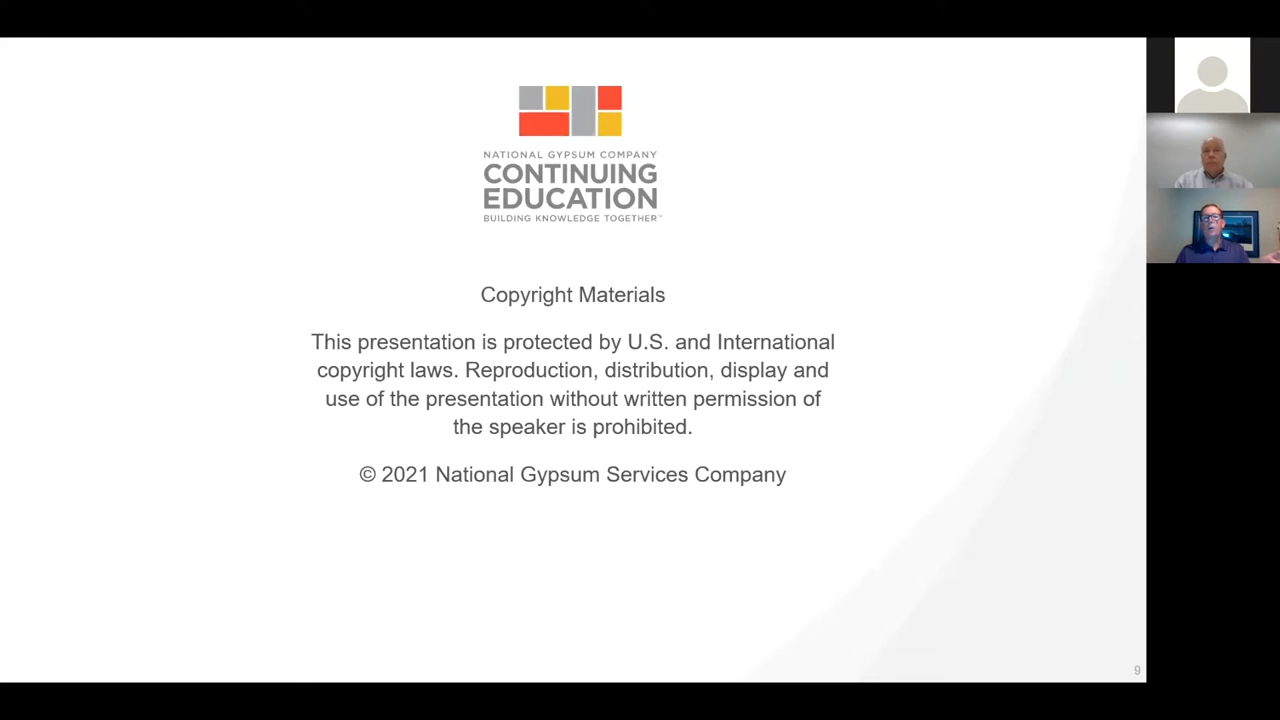 NATIONAL GYPSUM COMPANY
CONTINUING
EDUCATION
BUILDING KNOWLEDGE TOGETHER™
Copyright Materials
This presentation is protected by U.S. and International
copyright laws. Reproduction, distribution, display and
use of the presentation without written permission of
the speaker is prohibited.
© 2021 National Gypsum Services Company
9